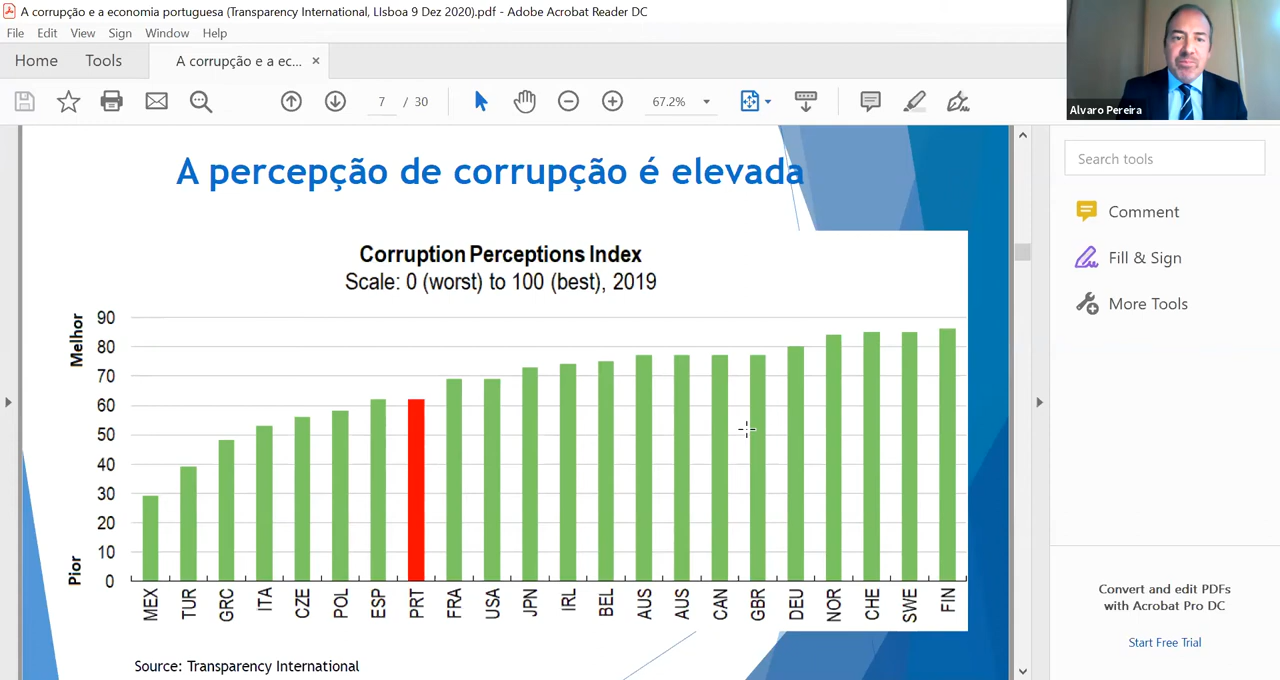 A corrupção e a economia portuguesa (Transparency International, LIsboa 9 Dez 2020).pdf - Adobe Acrobat Reader DC
File Edit View Sign Window Help
Home Tools A corrupção e a ec... ×
7 / 30 67.2%
Alvaro Pereira
A percepção de corrupção é elevada
Corruption Perceptions Index
Scale: 0 (worst) to 100 (best), 2019
Melhor
Pior
90
80
70
60
50
40
30
20
10
0
MEX TUR GRC ITA CZE POL ESP PRT FRA USA JPN IRL BEL AUS AUS CAN GBR DEU NOR CHE SWE FIN
Source: Transparency International
Search tools
Comment
Fill & Sign
More Tools
Convert and edit PDFs
with Acrobat Pro DC
Start Free Trial